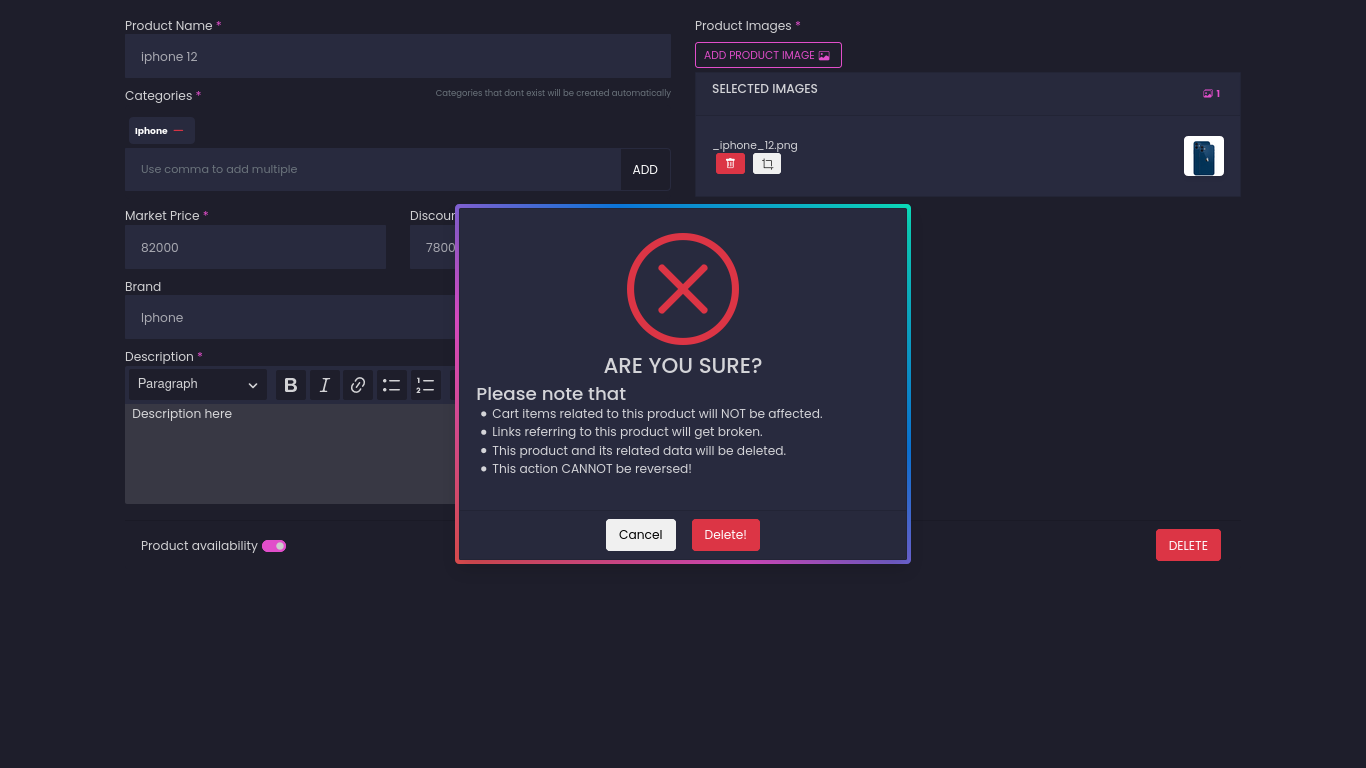 Product Name *
iphone 12
Categories *
Categories that dont exist will be created automatically
Iphone
Use comma to add multiple
ADD
Market Price *
82000
Discoun
7800
Brand
Iphone
Description *
Paragraph
B
I
Description here
Product availability
Product Images *
ADD PRODUCT IMAGE
SELECTED IMAGES
1
_iphone_12.png
ARE YOU SURE?
Please note that
• Cart items related to this product will NOT be affected.
• Links referring to this product will get broken.
• This product and its related data will be deleted.
• This action CANNOT be reversed!
Cancel
Delete!
DELETE